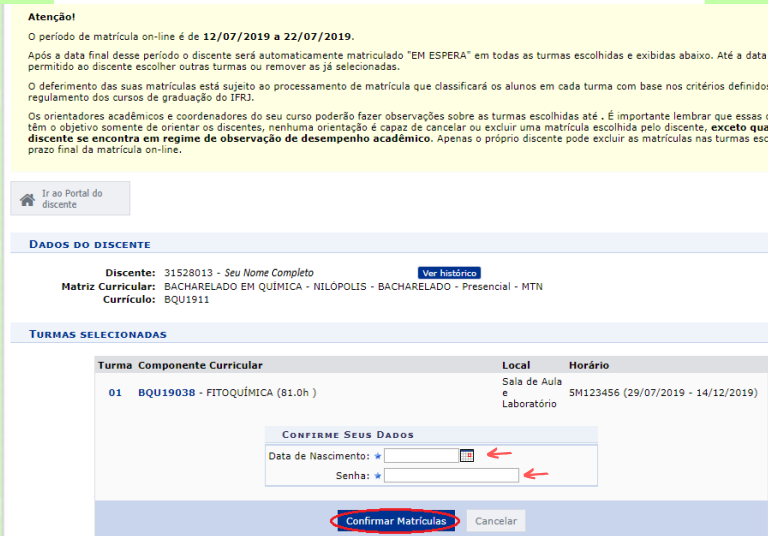 Atenção!
O período de matrícula on-line é de 12/07/2019 a 22/07/2019.
Após a data final desse período o discente será automaticamente matriculado "EM ESPERA" em todas as turmas escolhidas e exibidas abaixo. Até a data
permitido ao discente escolher outras turmas ou remover as já selecionadas.
O deferimento das suas matrículas está sujeito ao processamento de matrícula que classificará os alunos em cada turma com base nos critérios definidos
regulamento dos cursos de graduação do IFRJ.
Os orientadores acadêmicos e coordenadores do seu curso poderão fazer observações sobre as turmas escolhidas até . É importante lembrar que essas
têm o objetivo somente de orientar os discentes, nenhuma orientação é capaz de cancelar ou excluir uma matrícula escolhida pelo discente, exceto
discente se encontra em regime de observação de desempenho acadêmico. Apenas o próprio discente pode excluir as matrículas nas turmas
prazo final da matrícula on-line.
Ir ao Portal do
discente
DADOS DO DISCENTE
Discente: 31528013 - Seu Nome Completo Ver histórico
Matriz Curricular: BACHARELADO EM QUÍMICA - NILÓPOLIS - BACHARELADO - Presencial - MTN
Currículo: BQU1911
TURMAS SELECIONADAS
Turma Componente Curricular Local Horário
01 BQU19038 - FITOQUÍMICA (81.0h ) Sala de Aula e Laboratório 5M123456 (29/07/2019 - 14/12/2019)
CONFIRME SEUS DADOS
Data de Nascimento:
Senha:
Confirmar Matrículas Cancelar